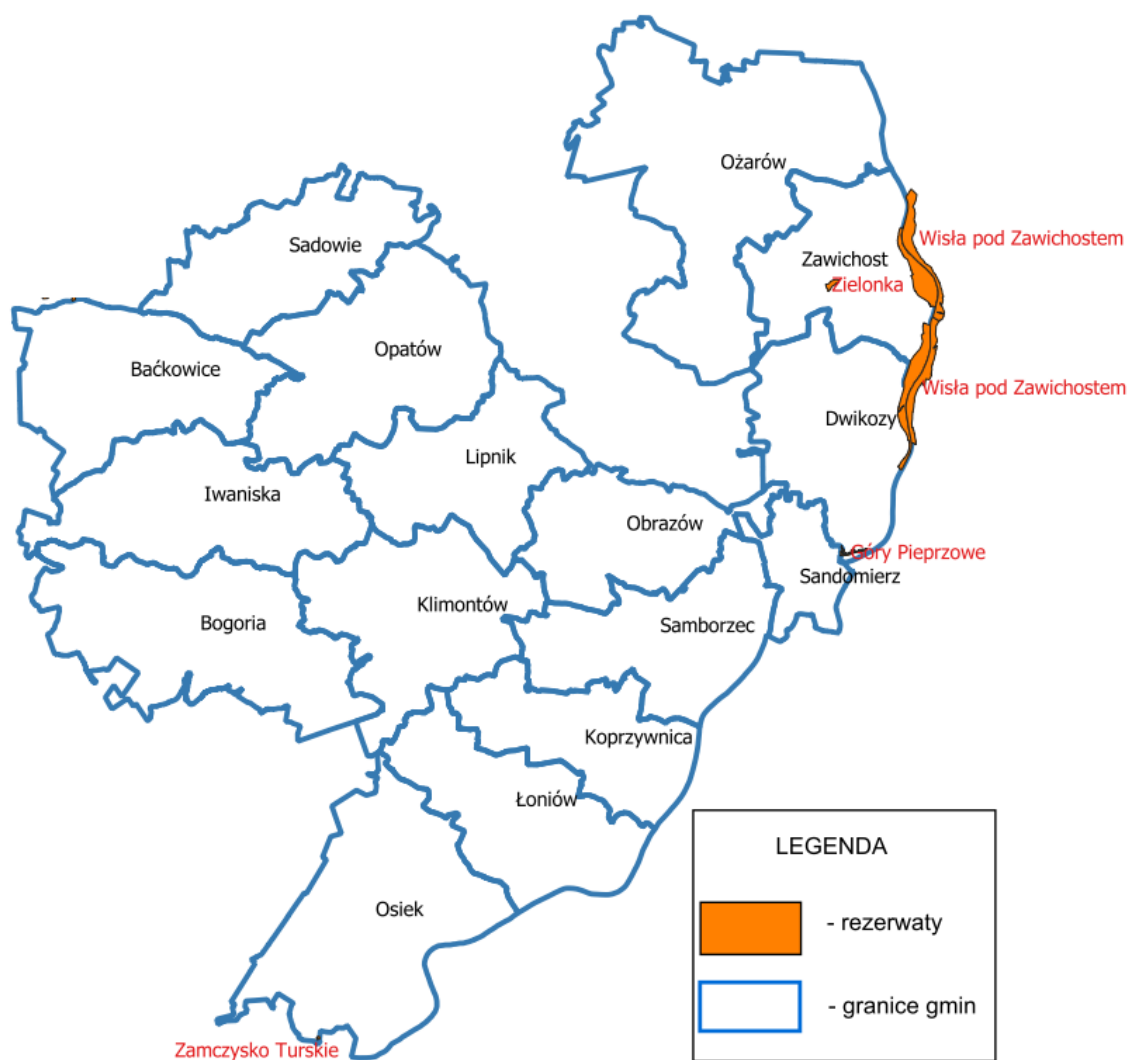 Ożarów
Wisła pod Zawichostem
Sadowie
Zawichost
Zielonka
Opatów
Baćkowice
Wisła pod Zawichostem
Dwikozy
Lipnik
Iwaniska
Obrazów
Góry Pieprzowe
Sandomierz
Klimontów
Bogoria
Samborzec
Koprzywnica
Łoniów
LEGENDA
Osiek
- rezerwaty
- granice gmin
Zamczysko Turskie